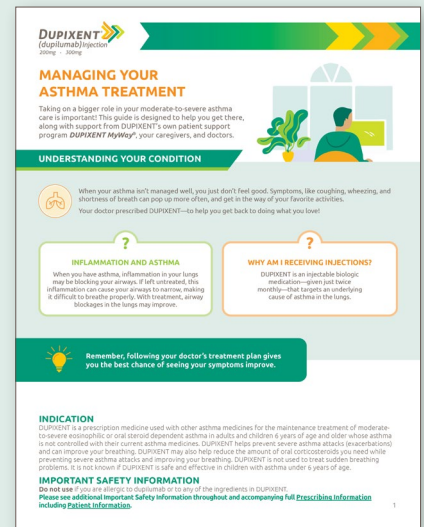 DUPIXENT
(dupilumab) Injection
200mg · 300mg
MANAGING YOUR
ASTHMA TREATMENT
Taking on a bigger role in your moderate-to-severe asthma
care is important! This guide is designed to help you get there,
along with support from DUPIXENT's own patient support
program DUPIXENT MyWay®, your caregivers, and doctors.
UNDERSTANDING YOUR CONDITION
When your asthma isn't managed well, you just don't feel good. Symptoms, like coughing, wheezing, and
shortness of breath can pop up more often, and get in the way of your favorite activities.
Your doctor prescribed DUPIXENT—to help you get back to doing what you love!
?
INFLAMMATION AND ASTHMA
When you have asthma, inflammation in your lungs
may be blocking your airways. If left untreated, this
inflammation can cause your airways to narrow, making
it difficult to breathe properly. With treatment, airway
blockages in the lungs may improve.
?
WHY AM I RECEIVING INJECTIONS?
DUPIXENT is an injectable biologic
medication—given just twice
monthly—that targets an underlying
cause of asthma in the lungs.
Remember, following your doctor's treatment plan gives
you the best chance of seeing your symptoms improve.
INDICATION
DUPIXENT is a prescription medicine used with other asthma medicines for the maintenance treatment of moderate-
to-severe eosinophilic or oral steroid dependent asthma in adults and children 6 years of age and older whose asthma
is not controlled with their current asthma medicines. DUPIXENT helps prevent severe asthma attacks (exacerbations)
and can improve your breathing. DUPIXENT may also help reduce the amount of oral corticosteroids you need while
preventing severe asthma attacks and improving your breathing. DUPIXENT is not used to treat sudden breathing
problems. It is not known if DUPIXENT is safe and effective in children with asthma under 6 years of age.
IMPORTANT SAFETY INFORMATION
Do not use if you are allergic to dupilumab or to any of the ingredients in DUPIXENT.
Please see additional Important Safety Information throughout and accompanying full Prescribing Information
including Patient Information.
1